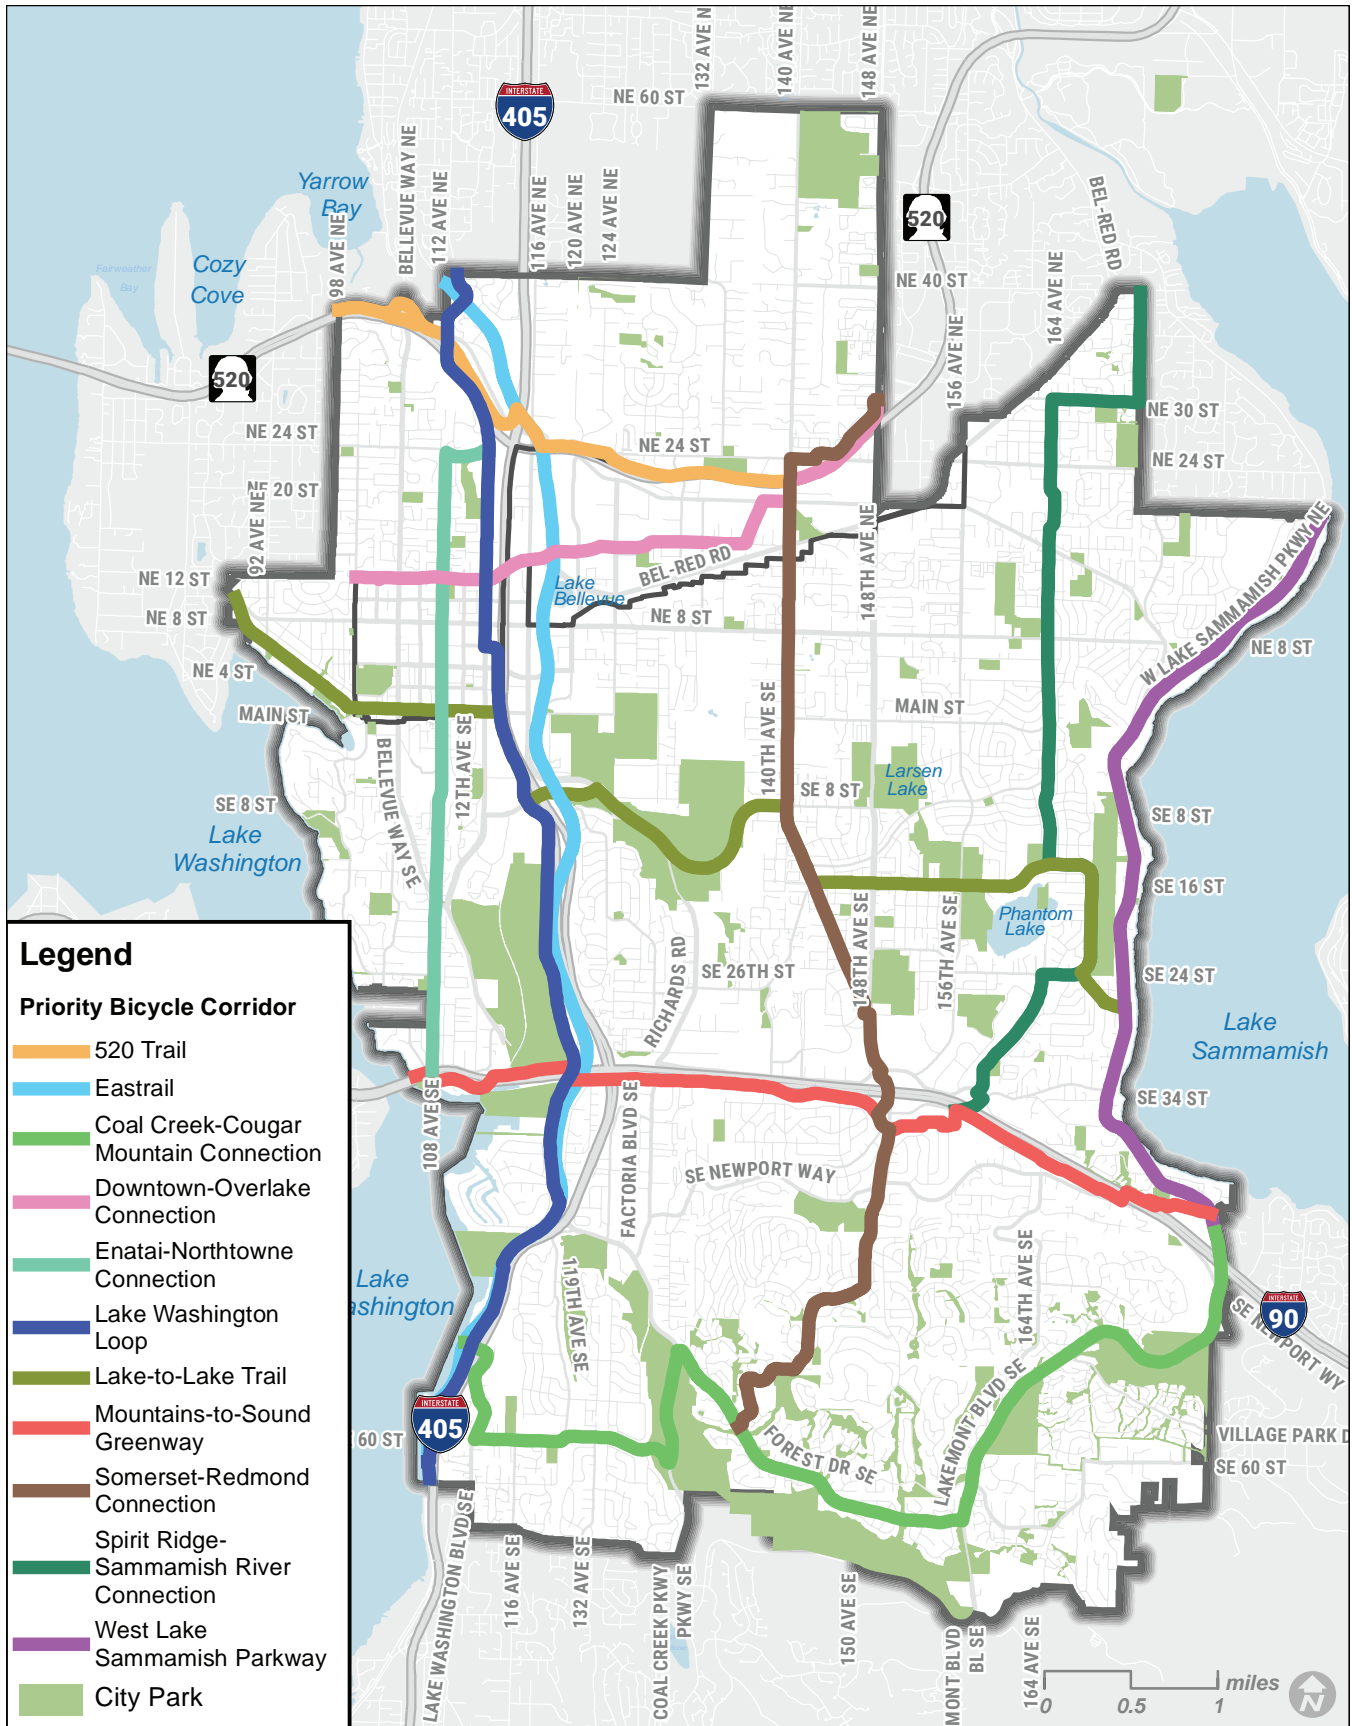 132 AVE N
140 AVE NE
148 AVE NE
NE 60 ST
INTERSTATE
405
BELLEVUE WAY NE
Yarrow
Bay
112 AVE NE
116 AVE NE
120 AVE NE
124 AVE NE
98 AVE NE
520
BEL-RED RD
Fairweather
Bay
Cozy
Cove
NE 40 ST
164 AVE NE
156 AVE NE
520
NE 24 ST
NE 24 ST
NE 30 ST
NE 24 ST
NE 20 ST
92 AVE NE
148TH AVE NE
W LAKE SAMMAMISH PKWY NE
NE 12 ST
BEL-RED RD
Lake
Bellevue
NE 8 ST
NE 8 ST
NE 8 ST
NE 4 ST
MAIN ST
MAIN ST
BELLEVUE WAY SE
12TH AVE SE
140TH AVE SE
Larsen
Lake
SE 8 ST
SE 8 ST
SE 8 ST
Lake
Washington
SE 16 ST
Phantom
Lake
148TH AVE SE
156TH AVE SE
RICHARDS RD
SE 26TH ST
SE 24 ST
Lake
Sammamish
SE 34 ST
108 AVE SE
FACTORIA BLVD SE
SE NEWPORT WAY
164TH AVE SE
119TH AVE SE
Lake
ashington
INTERSTATE
90
SE NEWPORT WY
LAKEMONT BLVD SE
INTERSTATE
405
60 ST
FOREST DR SE
VILLAGE PARK D
SE 60 ST
LAKE WASHINGTON BLVD SE
116 AVE SE
132 AVE SE
COAL CREEK PKWY
PKWY SE
150 AVE SE
MONT BLVD
BL SE
164 AVE SE
0 0.5 1 miles
N
Legend
Priority Bicycle Corridor
520 Trail
Eastrail
Coal Creek-Cougar
Mountain Connection
Downtown-Overlake
Connection
Enatai-Northtowne
Connection
Lake Washington
Loop
Lake-to-Lake Trail
Mountains-to-Sound
Greenway
Somerset-Redmond
Connection
Spirit Ridge-
Sammamish River
Connection
West Lake
Sammamish Parkway
City Park